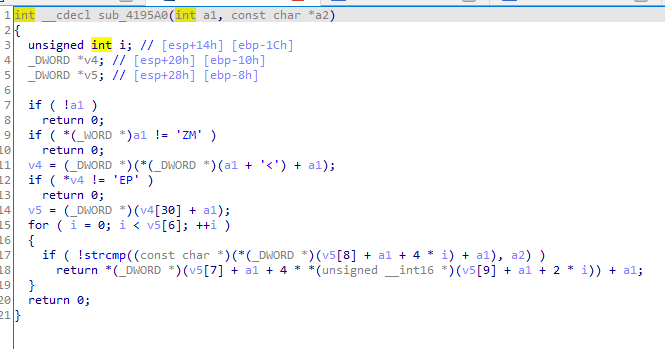 1 int __cdecl sub_4195A0(int a1, const char *a2)
2 {
3 unsigned int i; // [esp+14h] [ebp-1Ch]
4 _DWORD *v4; // [esp+20h] [ebp-10h]
5 _DWORD *v5; // [esp+28h] [ebp-8h]
6
7 if ( !a1 )
8 return 0;
9 if ( *(_WORD *)a1 != 'ZM' )
10 return 0;
11 v4 = (_DWORD *)(*(_DWORD *)(a1 + '<') + a1);
12 if ( *v4 != 'EP' )
13 return 0;
14 v5 = (_DWORD *)(v4[30] + a1);
15 for ( i = 0; i < v5[6]; ++i )
16 {
17 if ( !strcmp((const char *)(*(_DWORD *)(v5[8] + a1 + 4 * i) + a1), a2) )
18 return *(_DWORD *)(v5[7] + a1 + 4 * *(unsigned __int16 *)(v5[9] + a1 + 2 * i)) + a1;
19 }
20 return 0;
21 }